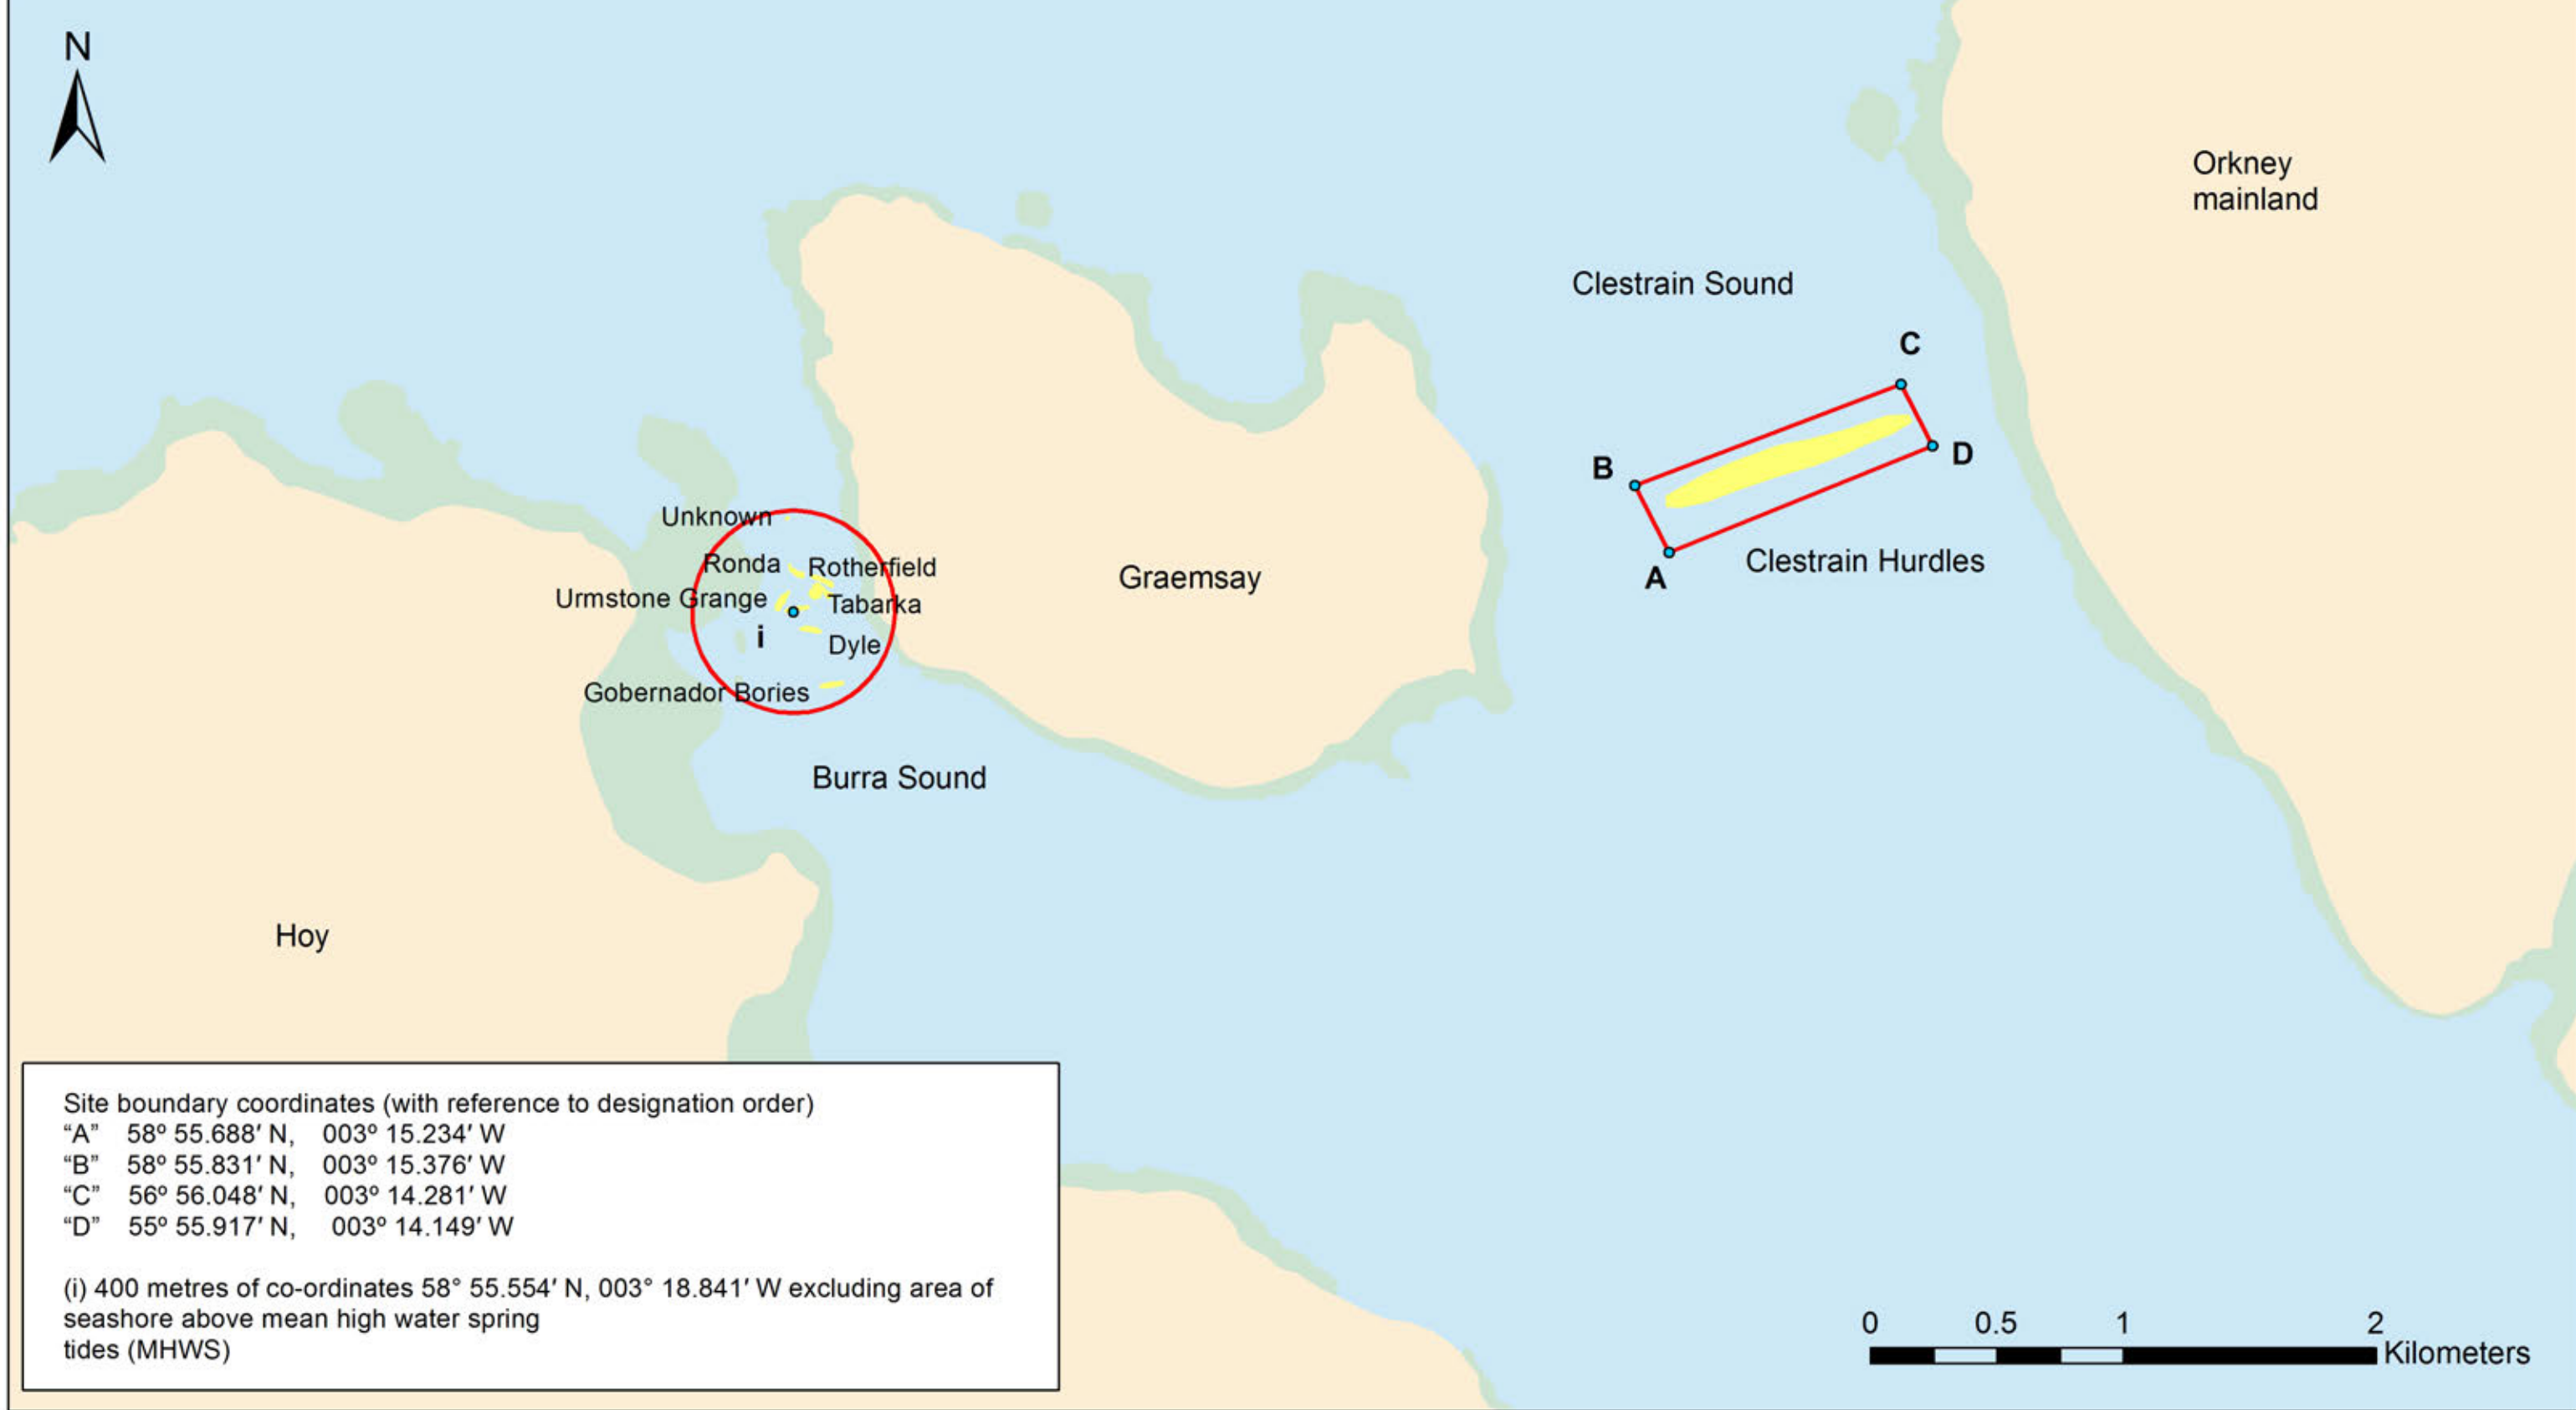 N
Orkney
mainland
Clestrain Sound
C
B
D
Unknown
Ronda
Rotherfield
Urmstone Grange
Tabarka
i
Dyle
Gobernador Bories
Graemsay
A
Clestrain Hurdles
Burra Sound
Hoy
Site boundary coordinates (with reference to designation order)
“A” 58º 55.688′ N, 003º 15.234′ W
“B” 58º 55.831′ N, 003º 15.376′ W
“C” 56º 56.048′ N, 003º 14.281′ W
“D” 55º 55.917′ N, 003º 14.149′ W
(i) 400 metres of co-ordinates 58° 55.554′ N, 003° 18.841′ W excluding area of
seashore above mean high water spring
tides (MHWS)
0 0.5 1 2
Kilometers